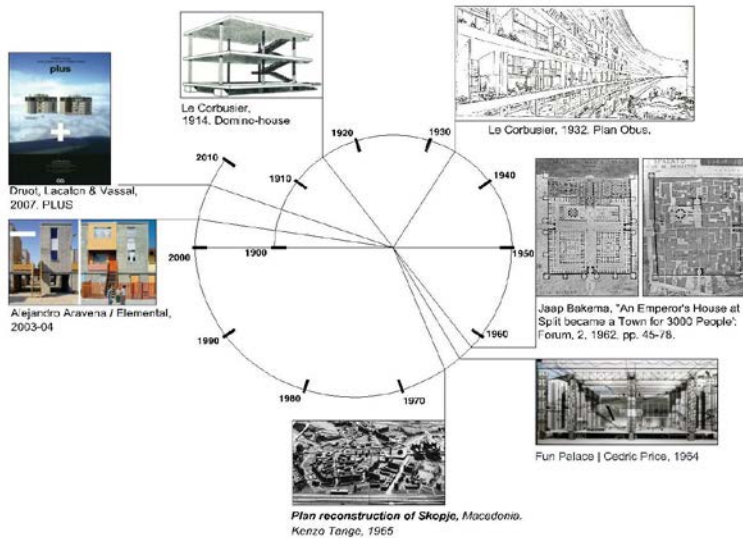 plus
Le Corbusier,
1914. Domino-house
Le Corbusier, 1932. Plan Obus.
Druot, Lacaton & Vassal,
2007. PLUS
2010
1910
1920
1930
1940
2000
1900
1950
Alejandro Aravena / Elemental,
2003-04
Jaap Bakema, "An Emperor's House at
Split became a Town for 3000 People':
Forum, 2, 1962, pp. 45-78.
1990
1960
1980
1970
Fun Palace | Cedric Price, 1964
Plan reconstruction of Skopje, Macedonia.
Kenzo Tange, 1965